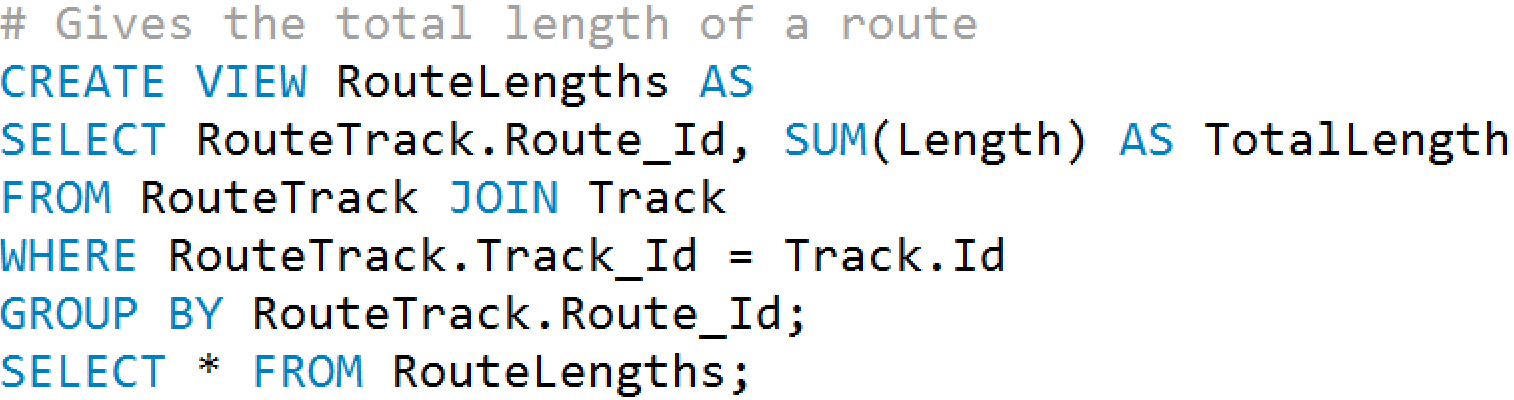 # Gives the total length of a route
CREATE VIEW RouteLengths AS
SELECT RouteTrack.Route_Id, SUM(Length) AS TotalLength
FROM RouteTrack JOIN Track
WHERE RouteTrack.Track_Id = Track.Id
GROUP BY RouteTrack.Route_Id;
SELECT * FROM RouteLengths;